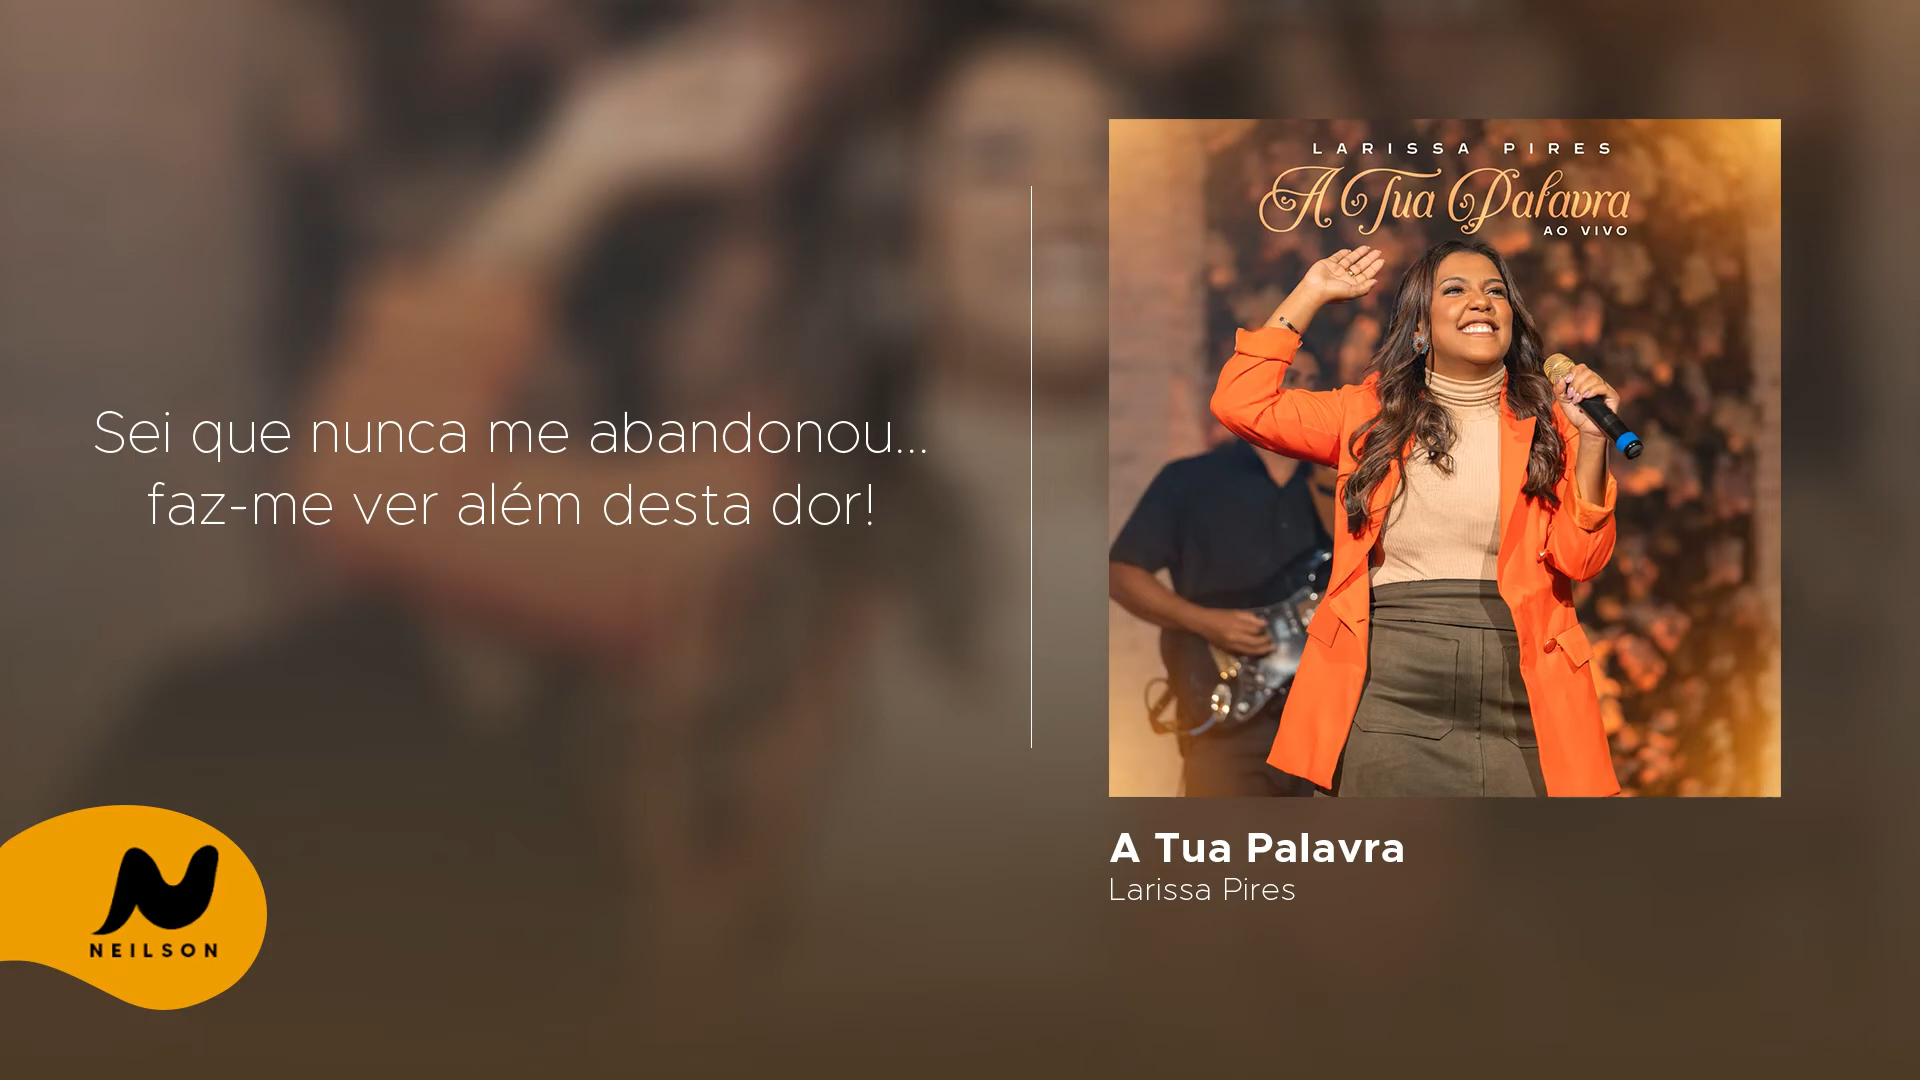 Sei que nunca me abandonou...
faz-me ver além desta dor!
LARISSA PIRES
A Tua Palavra
AO VIVO
A Tua Palavra
Larissa Pires
NEILSON